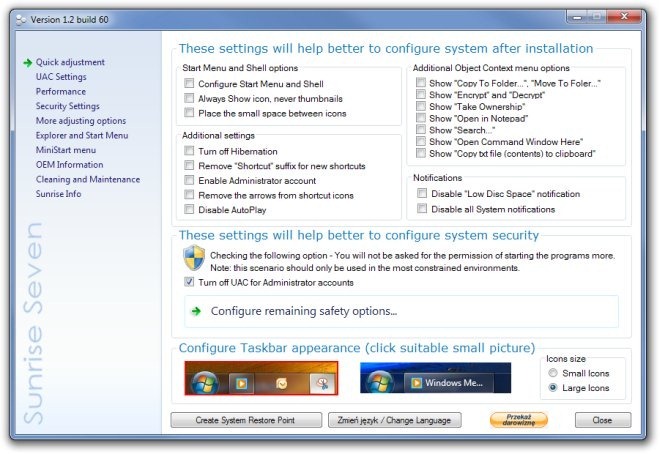 Version 1.2 build 60
Quick adjustment
UAC Settings
Performance
Security Settings
More adjusting options
Explorer and Start Menu
MiniStart menu
OEM Information
Cleaning and Maintenance
Sunrise Info
Sunrise Seven
These settings will help better to configure system after installation
Start Menu and Shell options
Configure Start Menu and Shell
Always Show icon, never thumbnails
Place the small space between icons
Additional settings
Turn off Hibernation
Remove "Shortcut" suffix for new shortcuts
Enable Administrator account
Remove the arrows from shortcut icons
Disable AutoPlay
Additional Object Context menu options
Show "Copy To Folder...", "Move To Foler..."
Show "Encrypt" and "Decrypt"
Show "Take Ownership"
Show "Open in Notepad"
Show "Search..."
Show "Open Command Window Here"
Show "Copy txt file (contents) to clipboard"
Notifications
Disable "Low Disc Space" notification
Disable all System notifications
These settings will help better to configure system security
Checking the following option - You will not be asked for the permission of starting the programs more.
Note: this scenario should only be used in the most constrained environments.
Turn off UAC for Administrator accounts
Configure remaining safety options...
Configure Taskbar appearance (click suitable small picture)
Windows Me...
Icons size
Small Icons
Large Icons
Create System Restore Point
Zmień język / Change Language
Przekaż
darowiznę
Close